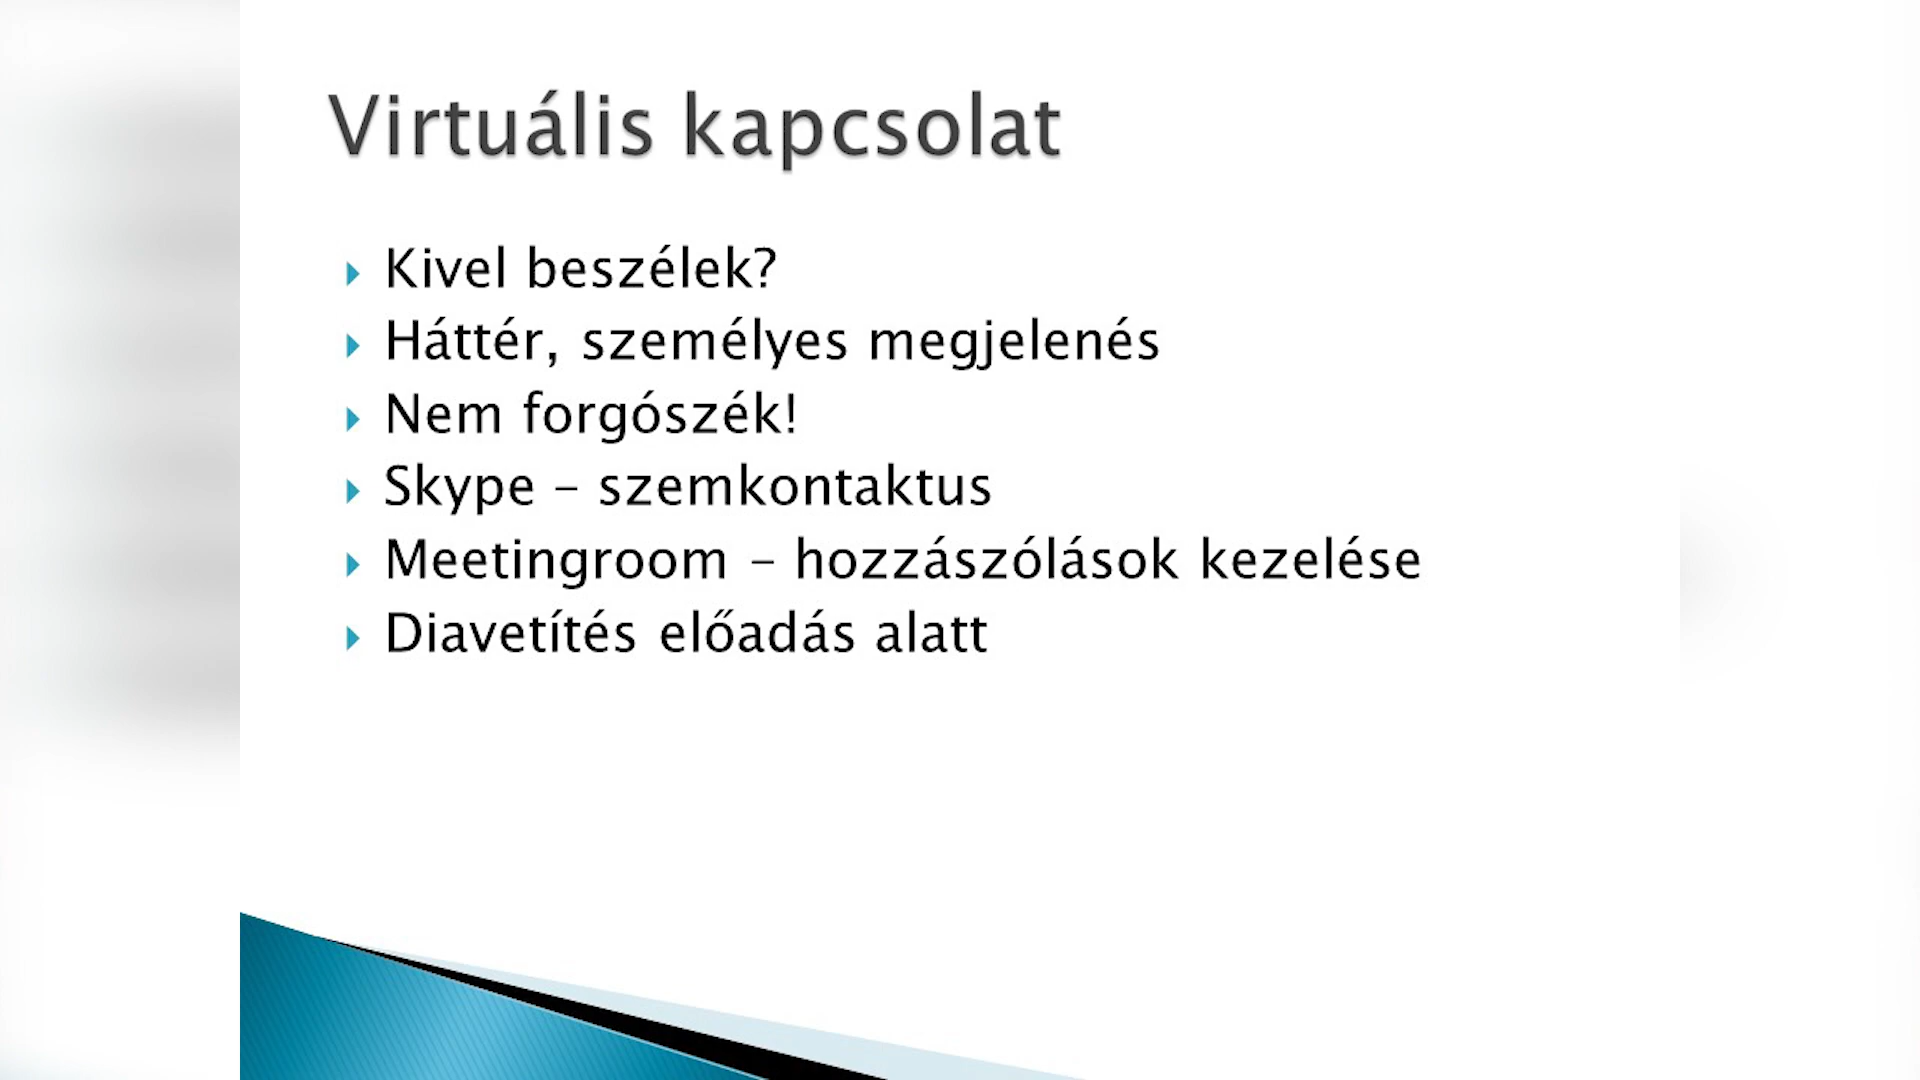 Virtuális kapcsolat
Kivel beszélek?
Háttér, személyes megjelenés
Nem forgószék!
Skype – szemkontaktus
Meetingroom – hozzászólások kezelése
Diavetítés előadás alatt